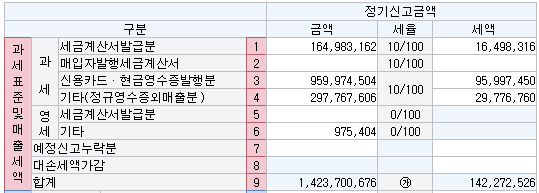 정기신고금액
구분 금액 세율 세액
과세표준및매출세액
과세 세금계산서발급분 1 164,983,162 10/100 16,498,316
매입자발행세금계산서 2 10/100
신용카드·현금영수증발행분 3 959,974,504 10/100 95,997,450
기타(정규영수증외매출분) 4 297,767,606 29,776,760
영세 세금계산서발급분 5 0/100
기타 6 975,404 0/100
예정신고누락분 7
대손세액가감 8
합계 9 1,423,700,676 ㉮ 142,272,526